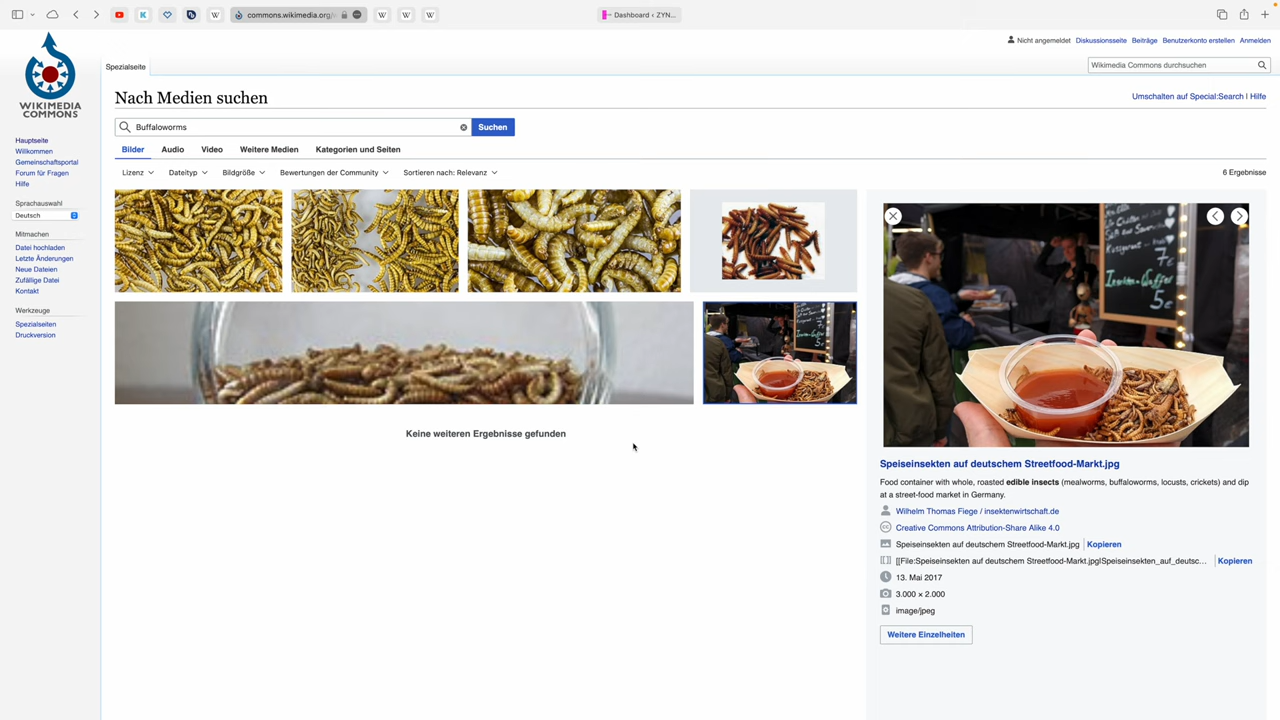 commons.wikimedia.org/
Dashboard ‹ ZYN...
Nicht angemeldet Diskussionsseite Beiträge Benutzerkonto erstellen Anmelden
Spezialseite
Wikimedia Commons durchsuchen
WIKIMEDIA
COMMONS
Nach Medien suchen
Umschalten auf Special:Search | Hilfe
Buffaloworms
Suchen
Bilder Audio Video Weitere Medien Kategorien und Seiten
Lizenz Dateityp Bildgröße Bewertungen der Community Sortieren nach: Relevanz
6 Ergebnisse
Hauptseite
Willkommen
Gemeinschaftsportal
Forum für Fragen
Hilfe
Sprachauswahl
Deutsch
Mitmachen
Datei hochladen
Letzte Änderungen
Neue Dateien
Zufällige Datei
Kontakt
Werkzeuge
Spezialseiten
Druckversion
7€
Insekten-Koffer
5€
Keine weiteren Ergebnisse gefunden
Speiseinsekten auf deutschem Streetfood-Markt.jpg
Food container with whole, roasted edible insects (mealworms, buffaloworms, locusts, crickets) and dip
at a street-food market in Germany.
Wilhelm Thomas Fiege / insektenwirtschaft.de
Creative Commons Attribution-Share Alike 4.0
Speiseinsekten auf deutschem Streetfood-Markt.jpg Kopieren
[[File:Speiseinsekten auf deutschem Streetfood-Markt.jpg|Speiseinsekten_auf_deutsc... Kopieren
13. Mai 2017
3.000 × 2.000
image/jpeg
Weitere Einzelheiten